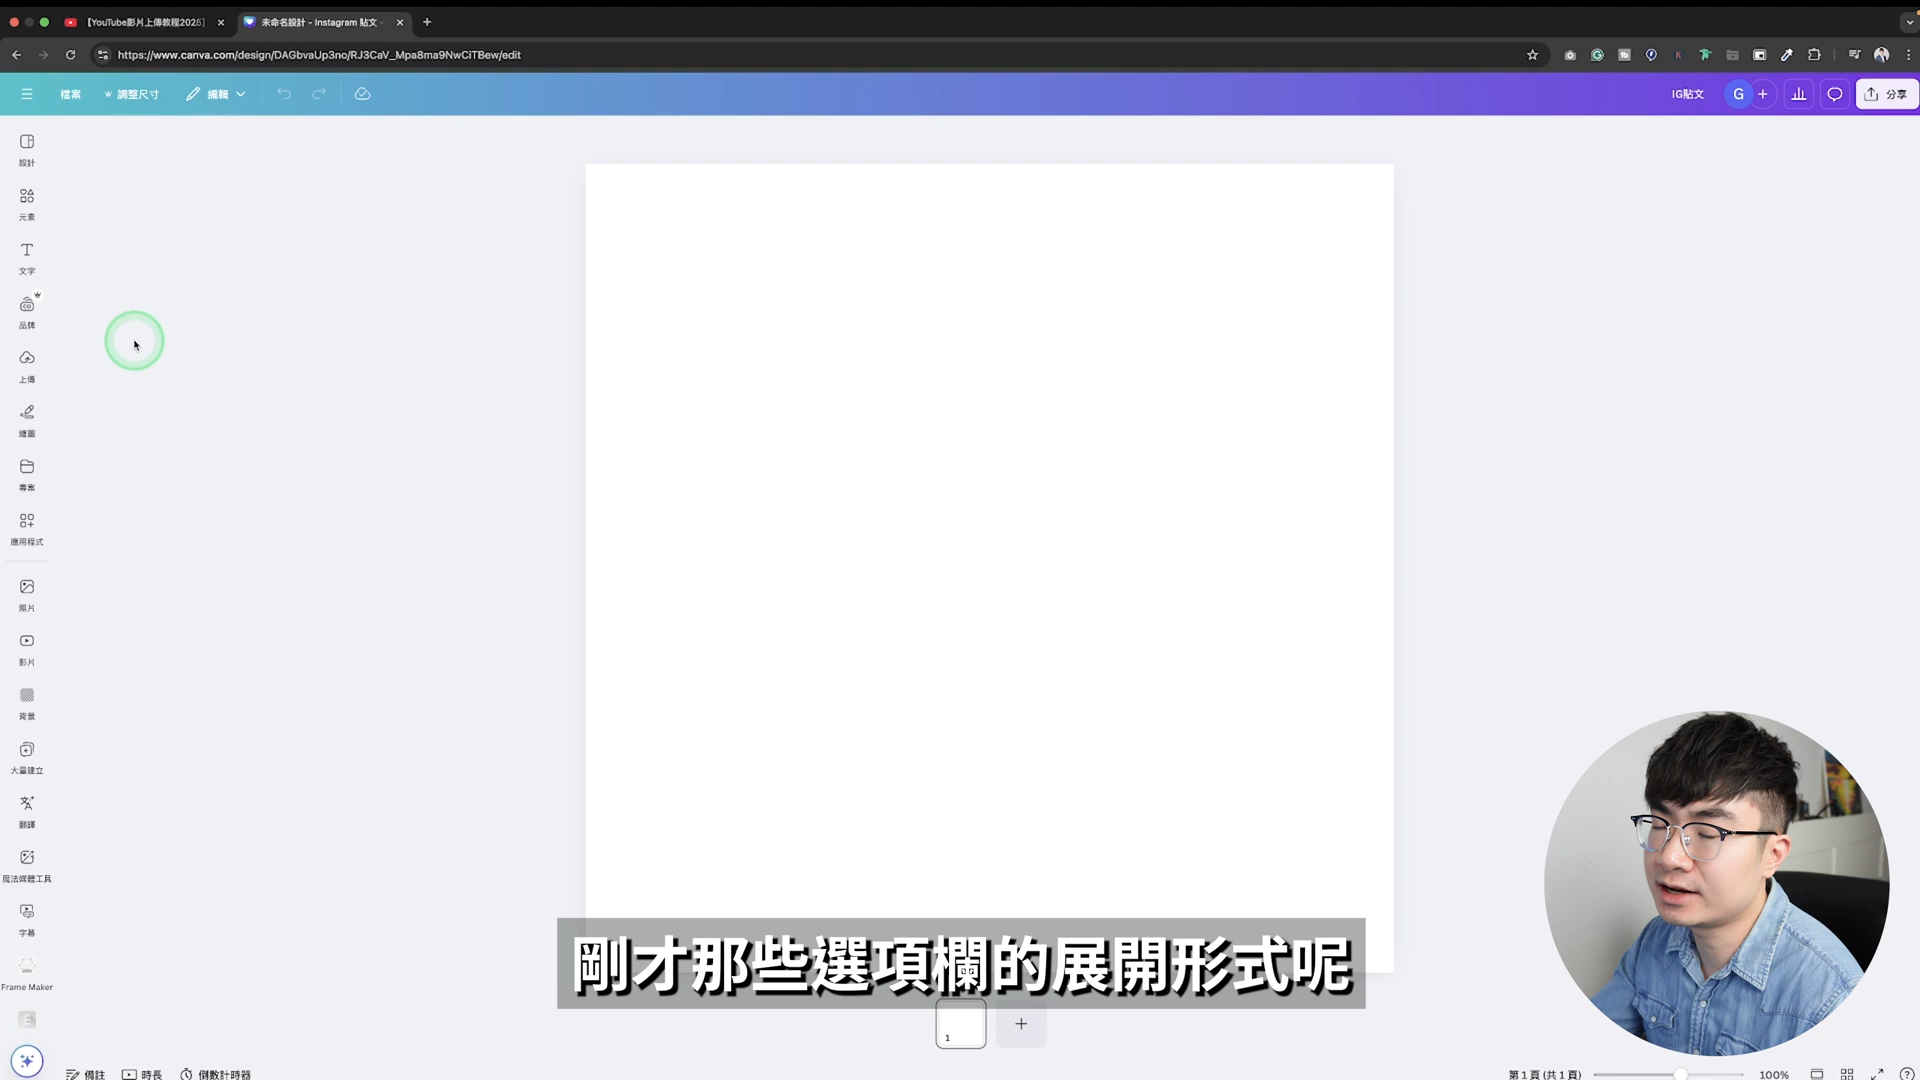 【YouTube影片上傳教程2025】
未命名設計 - Instagram 貼文 -
https://www.canva.com/design/DAGbvaUp3no/RJ3CaV_Mpa8ma9NwCiTBew/edit
檔案
調整尺寸
編輯
IG貼文
G
分享
設計
元素
文字
品牌
上傳
繪圖
專案
應用程式
照片
影片
背景
大量建立
翻譯
魔法媒體工具
字幕
Frame Maker
剛才那些選項欄的展開形式呢
1
備註
時長
倒數計時器
第 1 頁 (共 1 頁)
100%